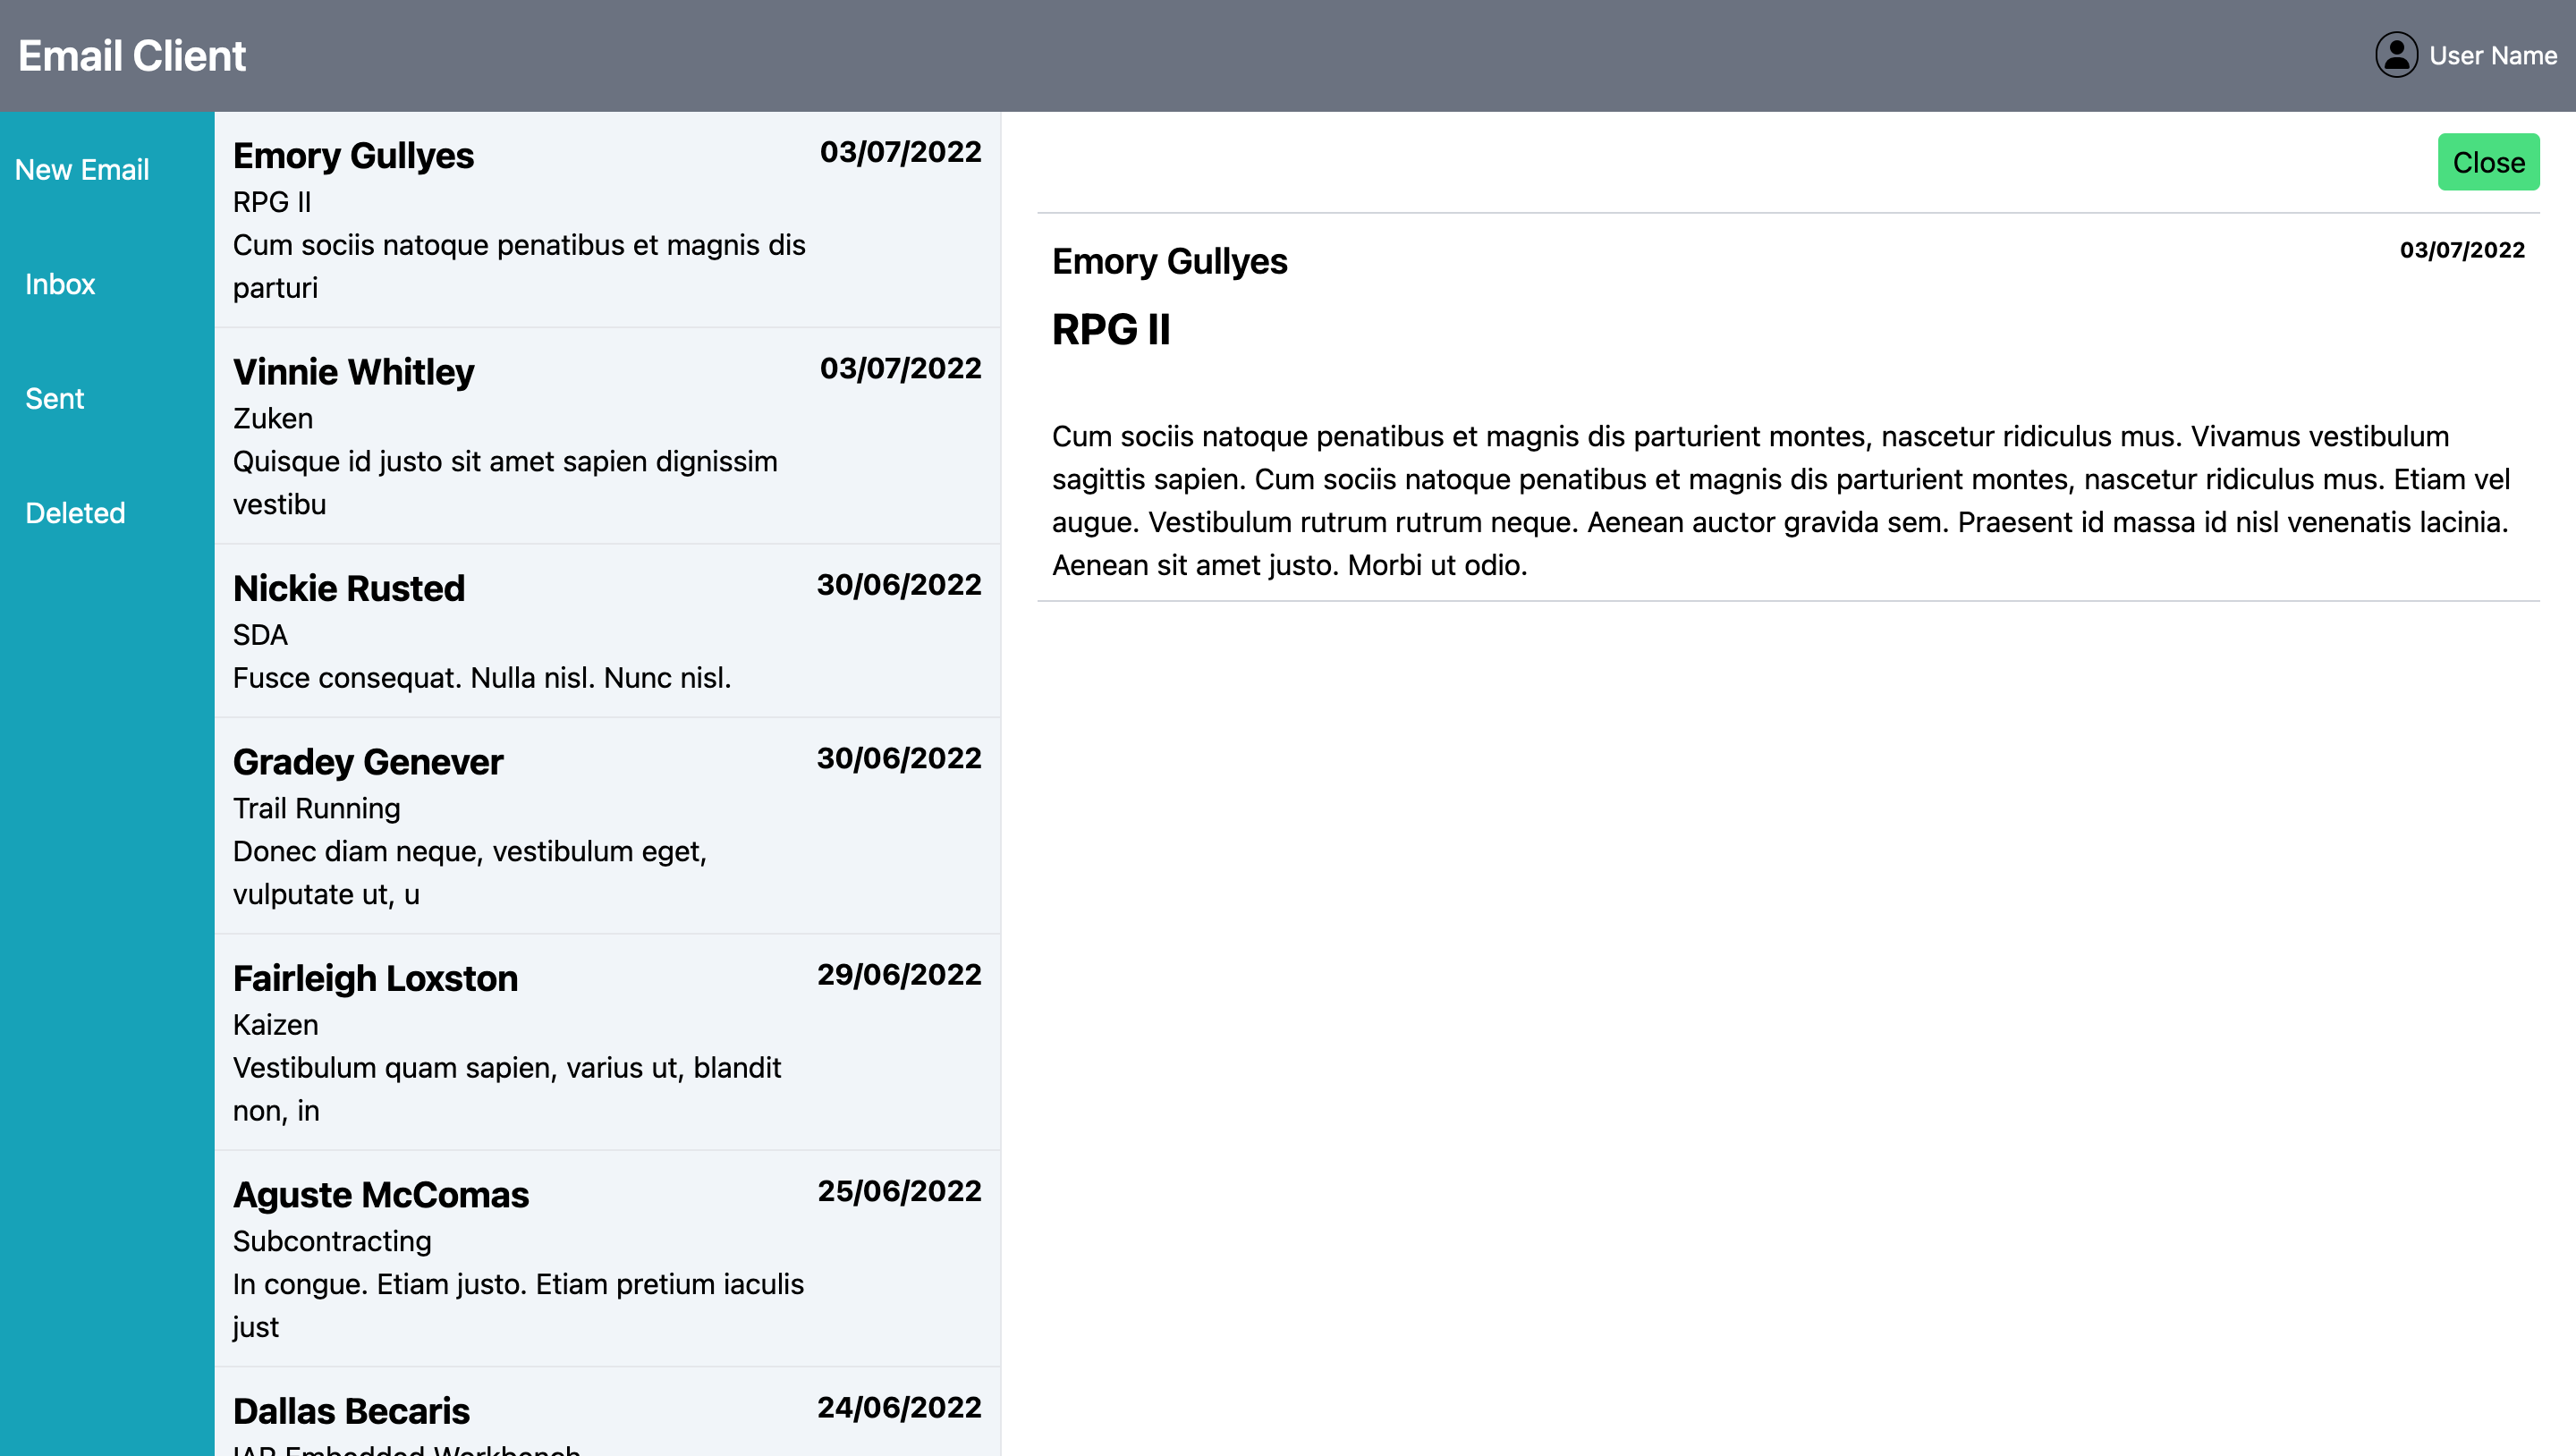 Email Client
User Name
New Email
Inbox
Sent
Deleted
Emory Gullyes
03/07/2022
RPG II
Cum sociis natoque penatibus et magnis dis
parturi
Vinnie Whitley
03/07/2022
Zuken
Quisque id justo sit amet sapien dignissim
vestibu
Nickie Rusted
30/06/2022
SDA
Fusce consequat. Nulla nisl. Nunc nisl.
Gradey Genever
30/06/2022
Trail Running
Donec diam neque, vestibulum eget,
vulputate ut, u
Fairleigh Loxston
29/06/2022
Kaizen
Vestibulum quam sapien, varius ut, blandit
non, in
Aguste McComas
25/06/2022
Subcontracting
In congue. Etiam justo. Etiam pretium iaculis
just
Dallas Becaris
24/06/2022
IAR Embedded Workbench
Close
Emory Gullyes
03/07/2022
RPG II
Cum sociis natoque penatibus et magnis dis parturient montes, nascetur ridiculus mus. Vivamus vestibulum
sagittis sapien. Cum sociis natoque penatibus et magnis dis parturient montes, nascetur ridiculus mus. Etiam vel
augue. Vestibulum rutrum rutrum neque. Aenean auctor gravida sem. Praesent id massa id nisl venenatis lacinia.
Aenean sit amet justo. Morbi ut odio.